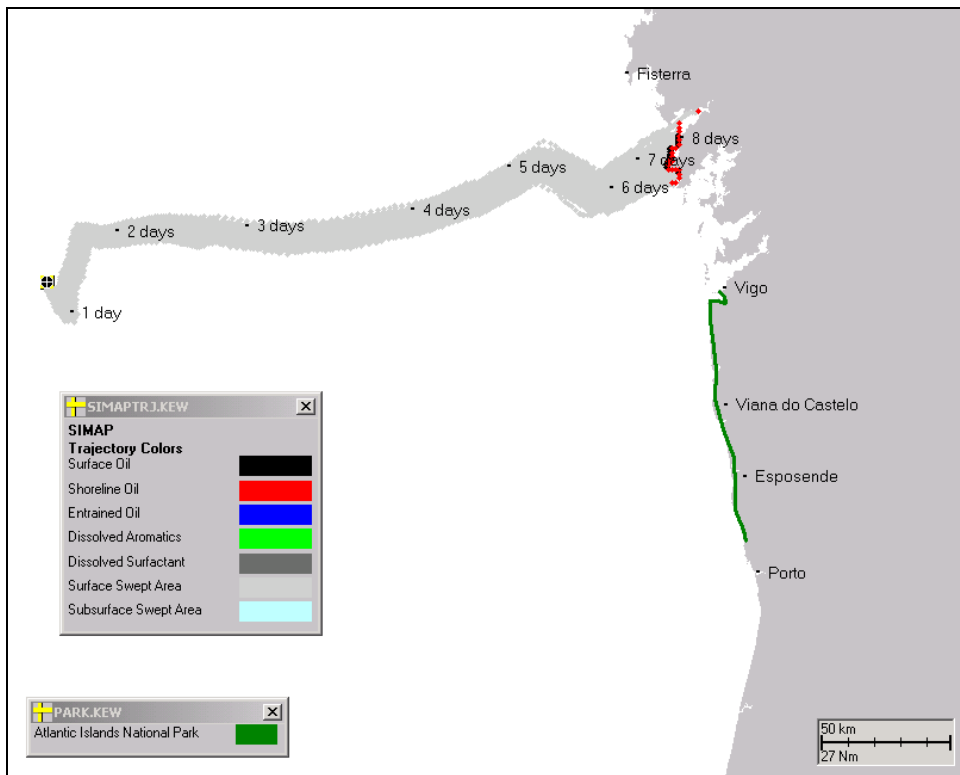 Fisterra
8 days
7 days
5 days
6 days
4 days
3 days
2 days
1 day
Vigo
Viana do Castelo
Esposende
Porto
SIMAPTRJ.KEW
SIMAP
Trajectory Colors
Surface Oil
Shoreline Oil
Entrained Oil
Dissolved Aromatics
Dissolved Surfactant
Surface Swept Area
Subsurface Swept Area
PARK.KEW
Atlantic Islands National Park
50 km
27 Nm